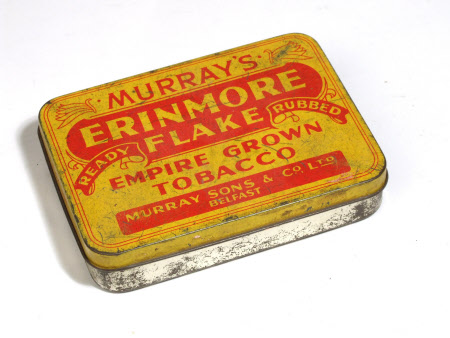 MURRAY'S
ERINMORE
READY FLAKE RUBBED
EMPIRE GROWN
TOBACCO
MURRAY SONS & CO. LTD.
BELFAST